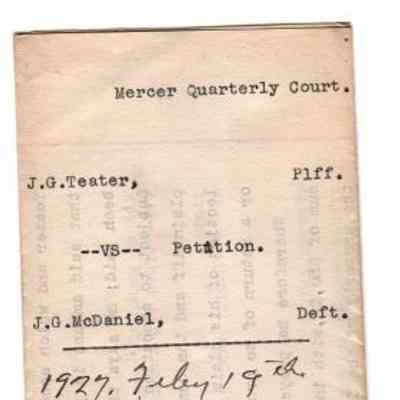 Mercer Quarterly Court.
J.G.Teater, Plff.
--VS-- Petition.
J.G.McDaniel, Deft.
1927, Feby 19th.